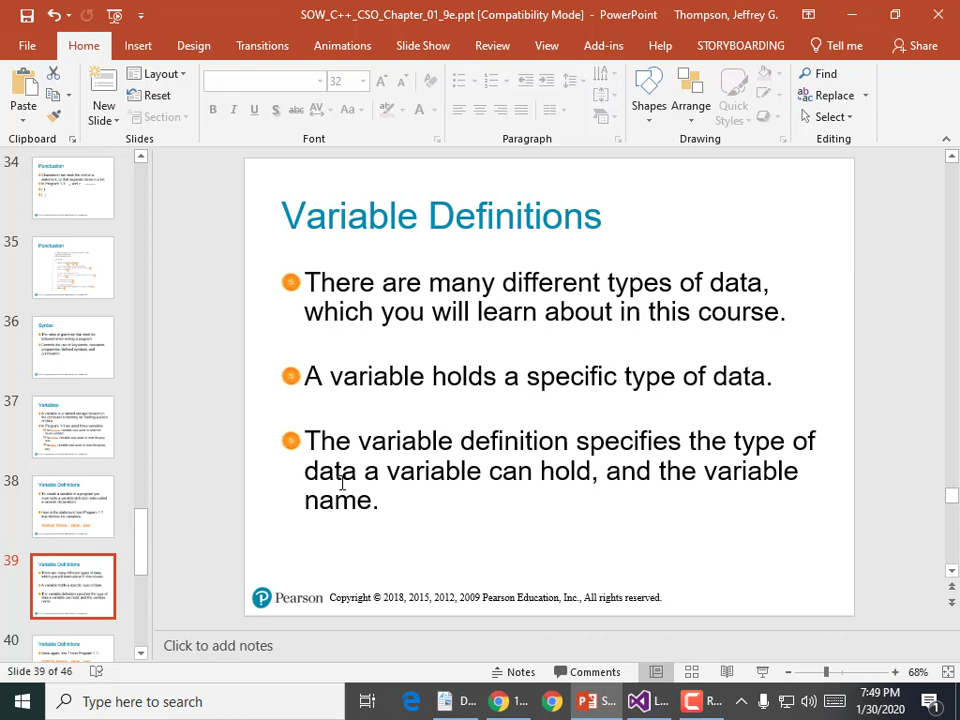 SOW_C++_CSO_Chapter_01_9e.ppt [Compatibility Mode] - PowerPoint
Thompson, Jeffrey G.
File Home Insert Design Transitions Animations Slide Show Review View Add-ins Help STORYBOARDING Tell me Share
Paste
New Slide
Layout
Reset
Section
32
Shapes
Arrange
Quick Styles
Find
Replace
Select
Clipboard Slides Font Paragraph Drawing Editing
34
35
36
37
38
39
40
Variable Definitions
There are many different types of data,
which you will learn about in this course.
A variable holds a specific type of data.
The variable definition specifies the type of
data a variable can hold, and the variable
name.
Pearson Copyright © 2018, 2015, 2012, 2009 Pearson Education, Inc., All rights reserved.
Click to add notes
Slide 39 of 46 Notes Comments 68%
Type here to search
D...
1...
S...
L...
R...
7:49 PM
1/30/2020